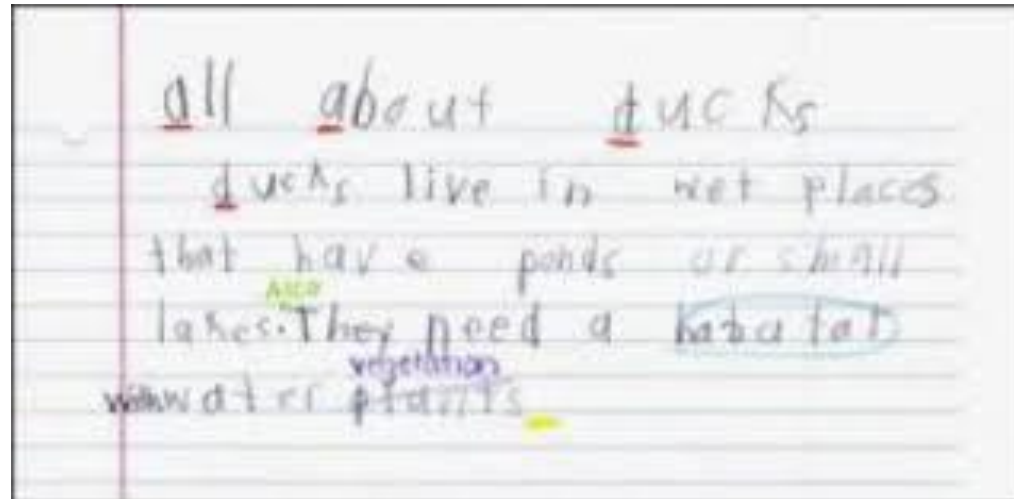 all about ducks
ducks live in wet places
that have ponds or small
Also
lakes. They need a habatat
vegetation
with water plants